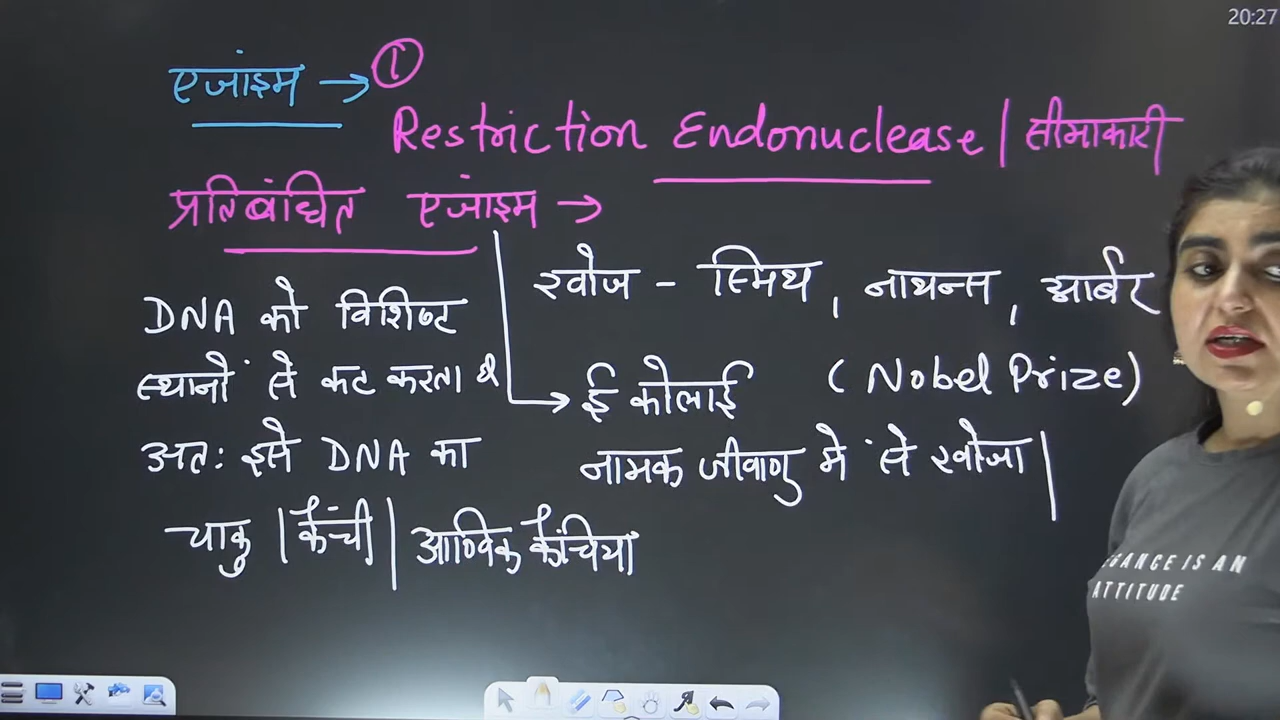 20:27
एंजाइम → ①
Restriction Endonuclease | सीमाकारी
प्रतिबंधित एंजाइम →
खोज - स्मिथ, नाथन्स, आर्बर
(Nobel Prize)
→ ई कोलाई
नामक जीवाणु में से खोजा |
DNA को विशिष्ट
स्थानों से कट करता है
अतः इसे DNA का
चाकु | कैंची | आण्विक कैंचिया
EGANCE IS AN
ATTITUDE